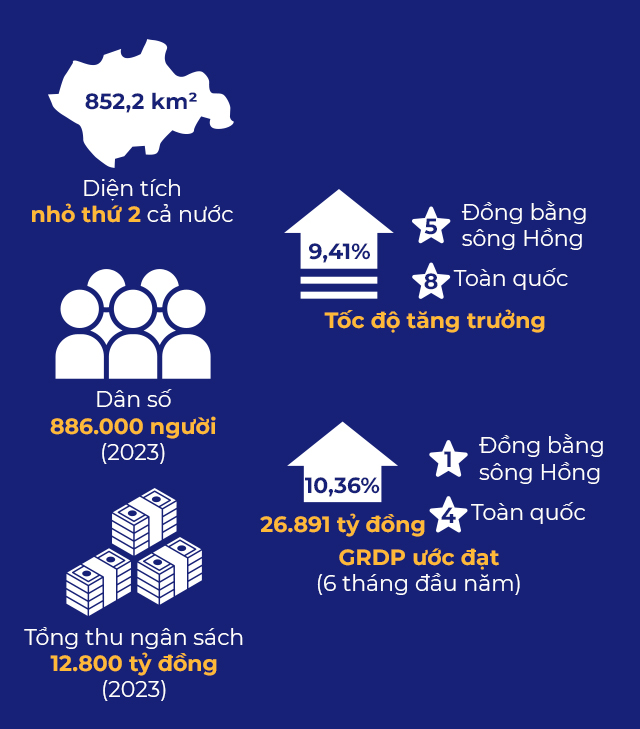 852,2 km²
Diện tích
nhỏ thứ 2 cả nước
Dân số
886.000 người
(2023)
Tổng thu ngân sách
12.800 tỷ đồng
(2023)
9,41%
5 Đồng bằng
sông Hồng
8 Toàn quốc
Tốc độ tăng trưởng
10,36%
1 Đồng bằng
sông Hồng
26.891 tỷ đồng
4 Toàn quốc
GRDP ước đạt
(6 tháng đầu năm)